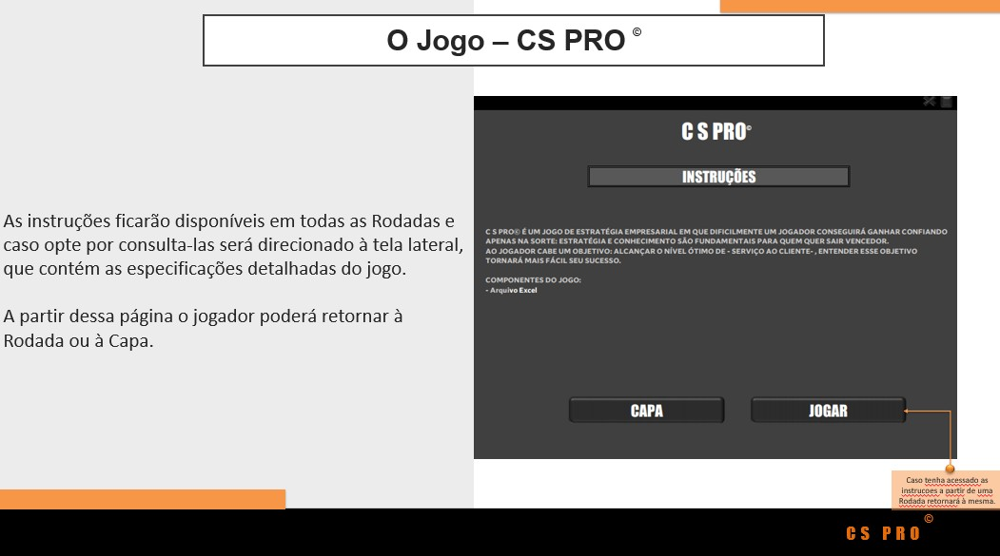 O Jogo – CS PRO ©
As instruções ficarão disponíveis em todas as Rodadas e
caso opte por consulta-las será direcionado à tela lateral,
que contém as especificações detalhadas do jogo.
A partir dessa página o jogador poderá retornar à
Rodada ou à Capa.
C S PRO©
INSTRUÇÕES
C S PRO© É UM JOGO DE ESTRATÉGIA EMPRESARIAL EM QUE DIFICILMENTE UM JOGADOR CONSEGUIRÁ GANHAR CONFIANDO
APENAS NA SORTE: ESTRATÉGIA E CONHECIMENTO SÃO FUNDAMENTAIS PARA QUEM QUER SAIR VENCEDOR.
AO JOGADOR CABE UM OBJETIVO: ALCANÇAR O NÍVEL ÓTIMO DE - SERVIÇO AO CLIENTE- , ENTENDER ESSE OBJETIVO
TORNARÁ MAIS FÁCIL SEU SUCESSO.
COMPONENTES DO JOGO:
- Arquivo Excel
CAPA
JOGAR
Caso tenha acessado as
instrucoes a partir de uma
Rodada retornará à mesma.
CS PRO ©